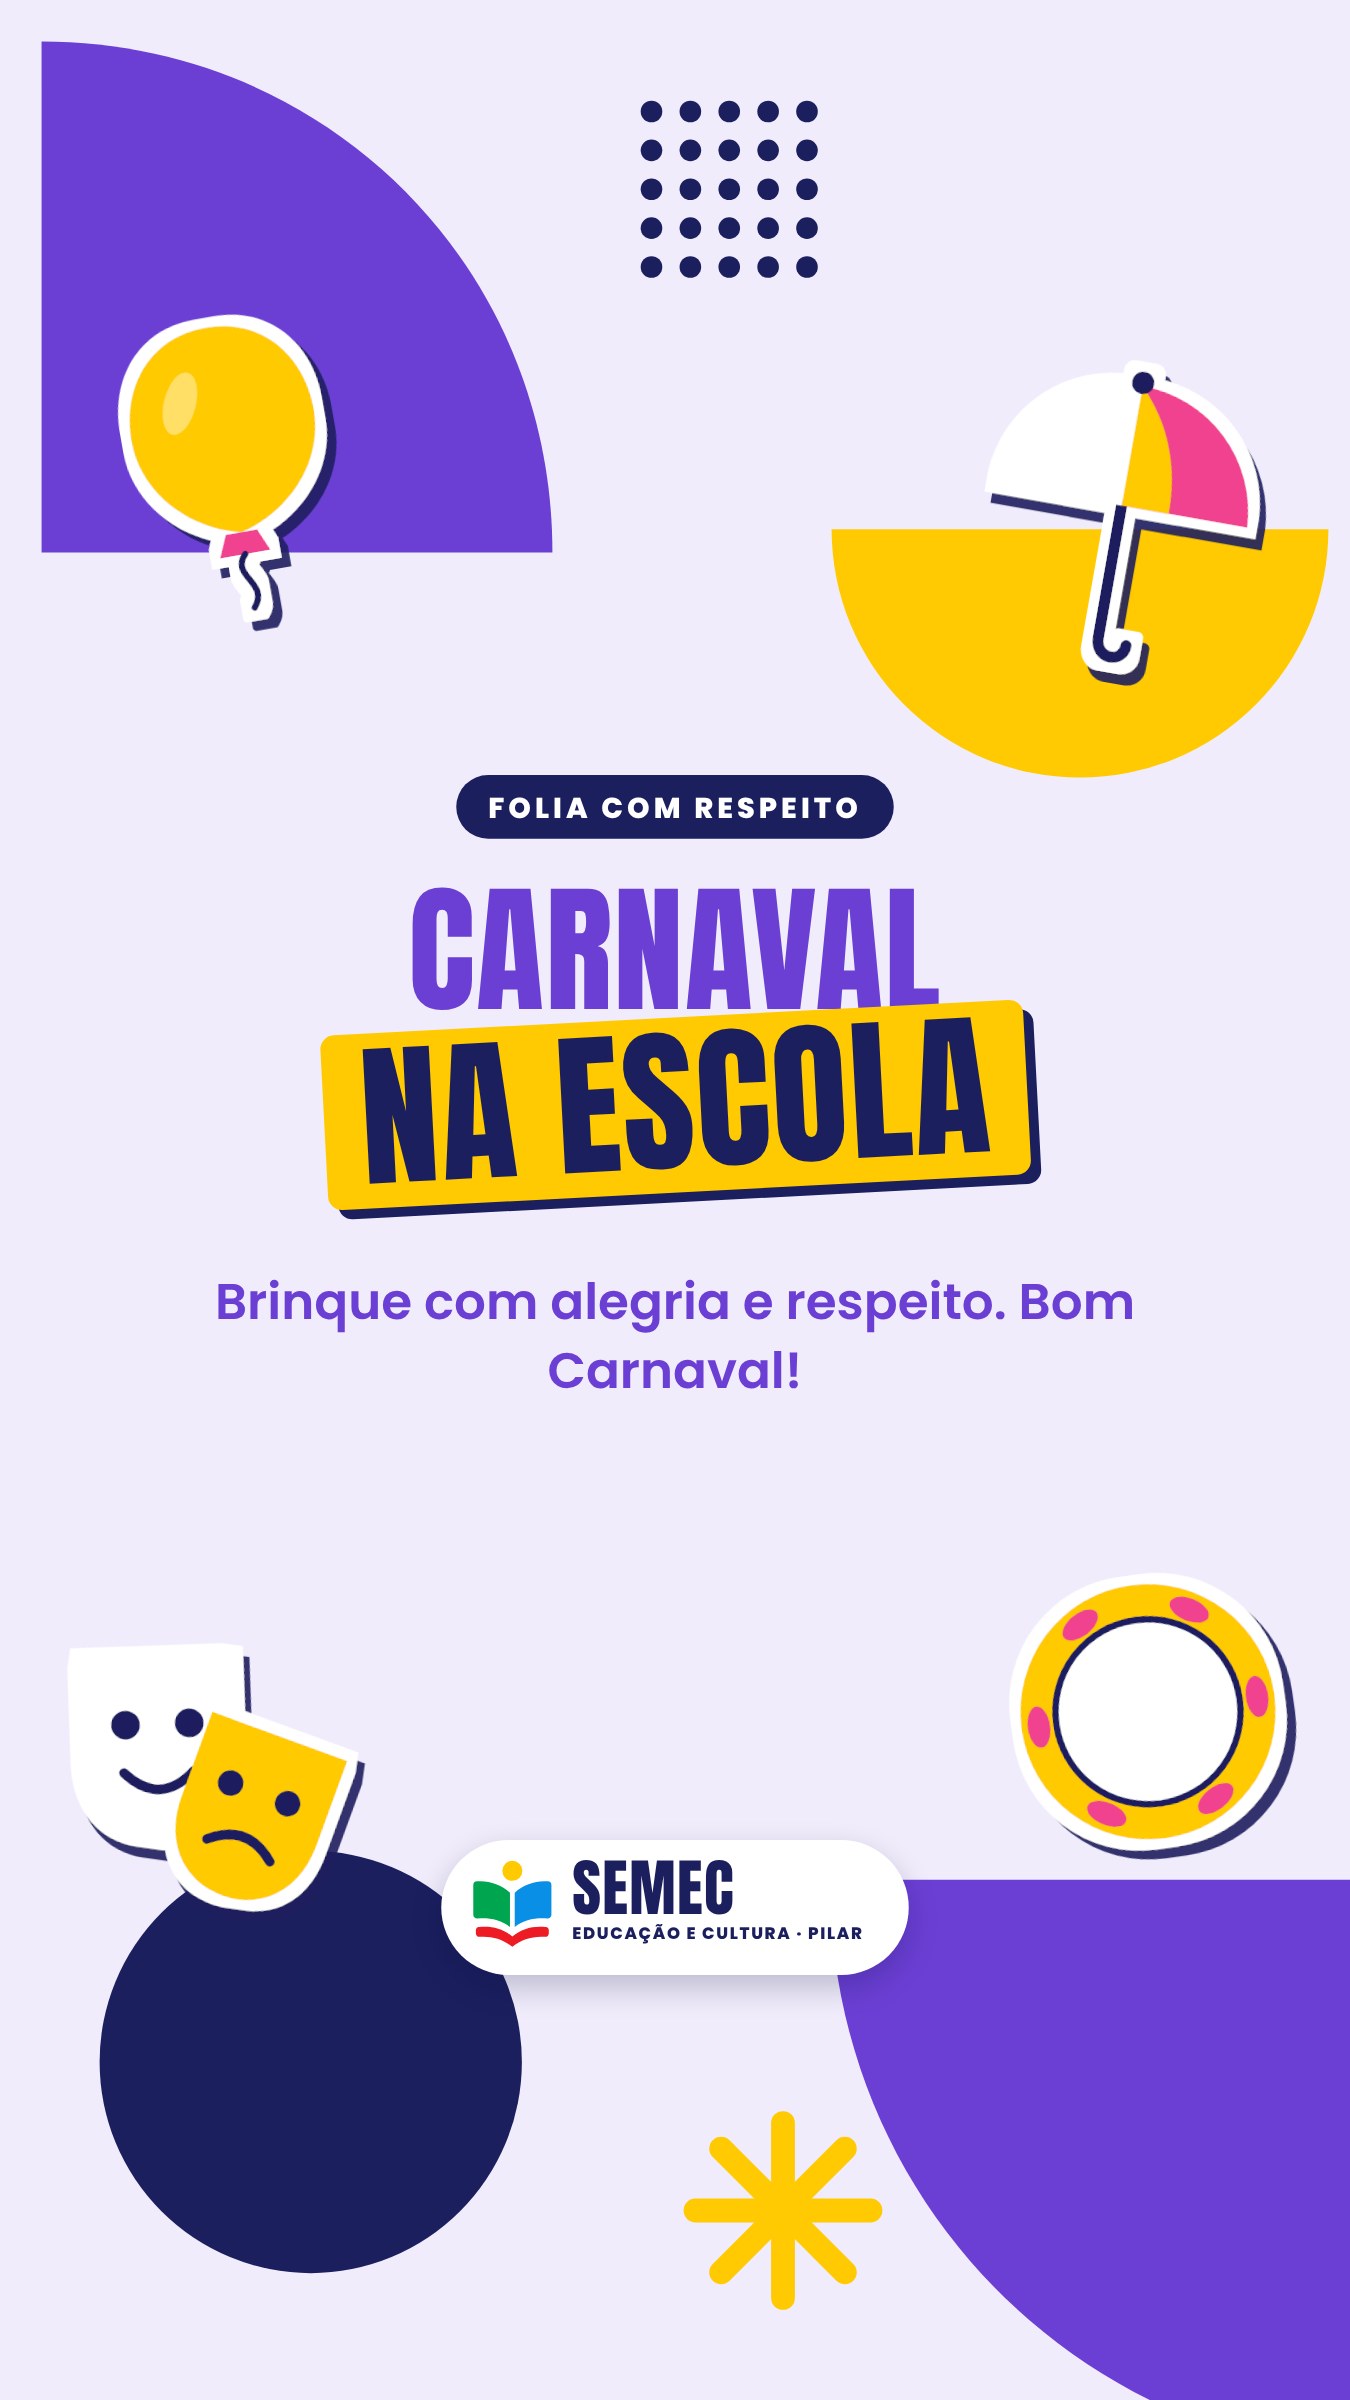 FOLIA COM RESPEITO
CARNAVAL
NA ESCOLA
Brinque com alegria e respeito. Bom
Carnaval!
SEMEC
EDUCAÇÃO E CULTURA · PILAR